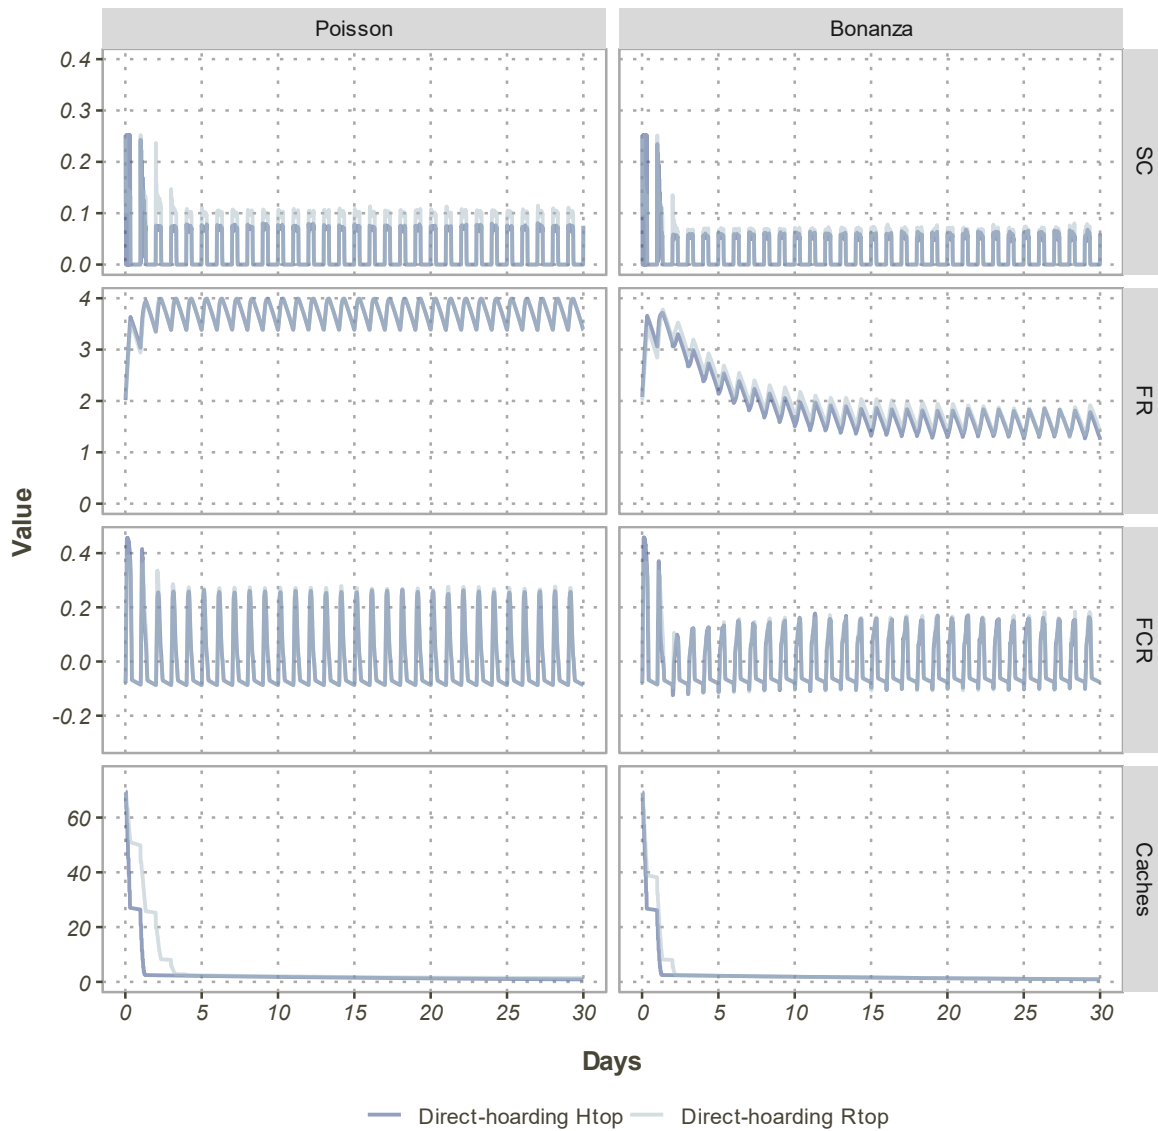 Poisson Bonanza
0.4
0.3
0.2
0.1
0.0
SC
4
3
2
1
0
FR
Value
0.4
0.2
0.0
-0.2
FCR
60
40
20
0
Caches
0 5 10 15 20 25 30 0 5 10 15 20 25 30
Days
Direct-hoarding Htop Direct-hoarding Rtop